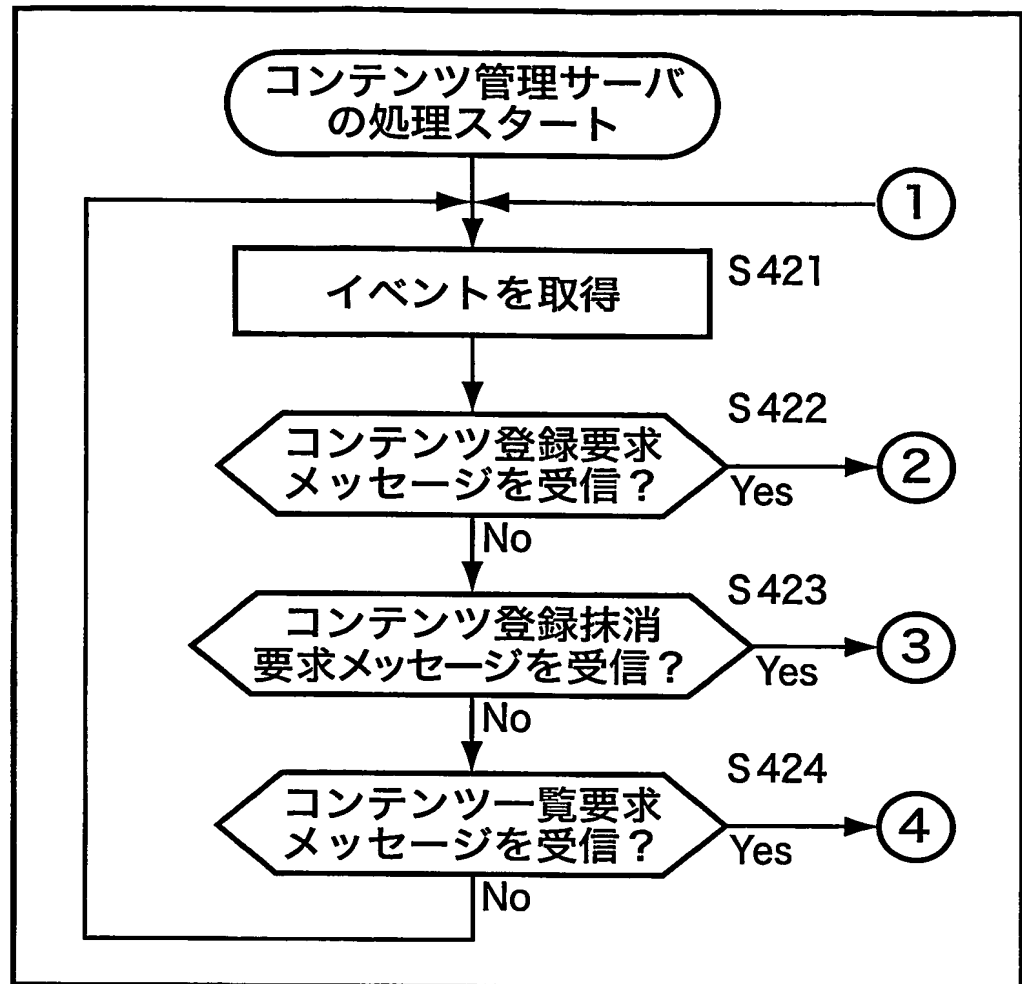 コンテンツ管理サーバ
の処理スタート
①
イベントを取得
S421
コンテンツ登録要求
メッセージを受信？
S422
Yes
②
No
コンテンツ登録抹消
要求メッセージを受信？
S423
Yes
③
No
コンテンツ一覧要求
メッセージを受信？
S424
Yes
④
No